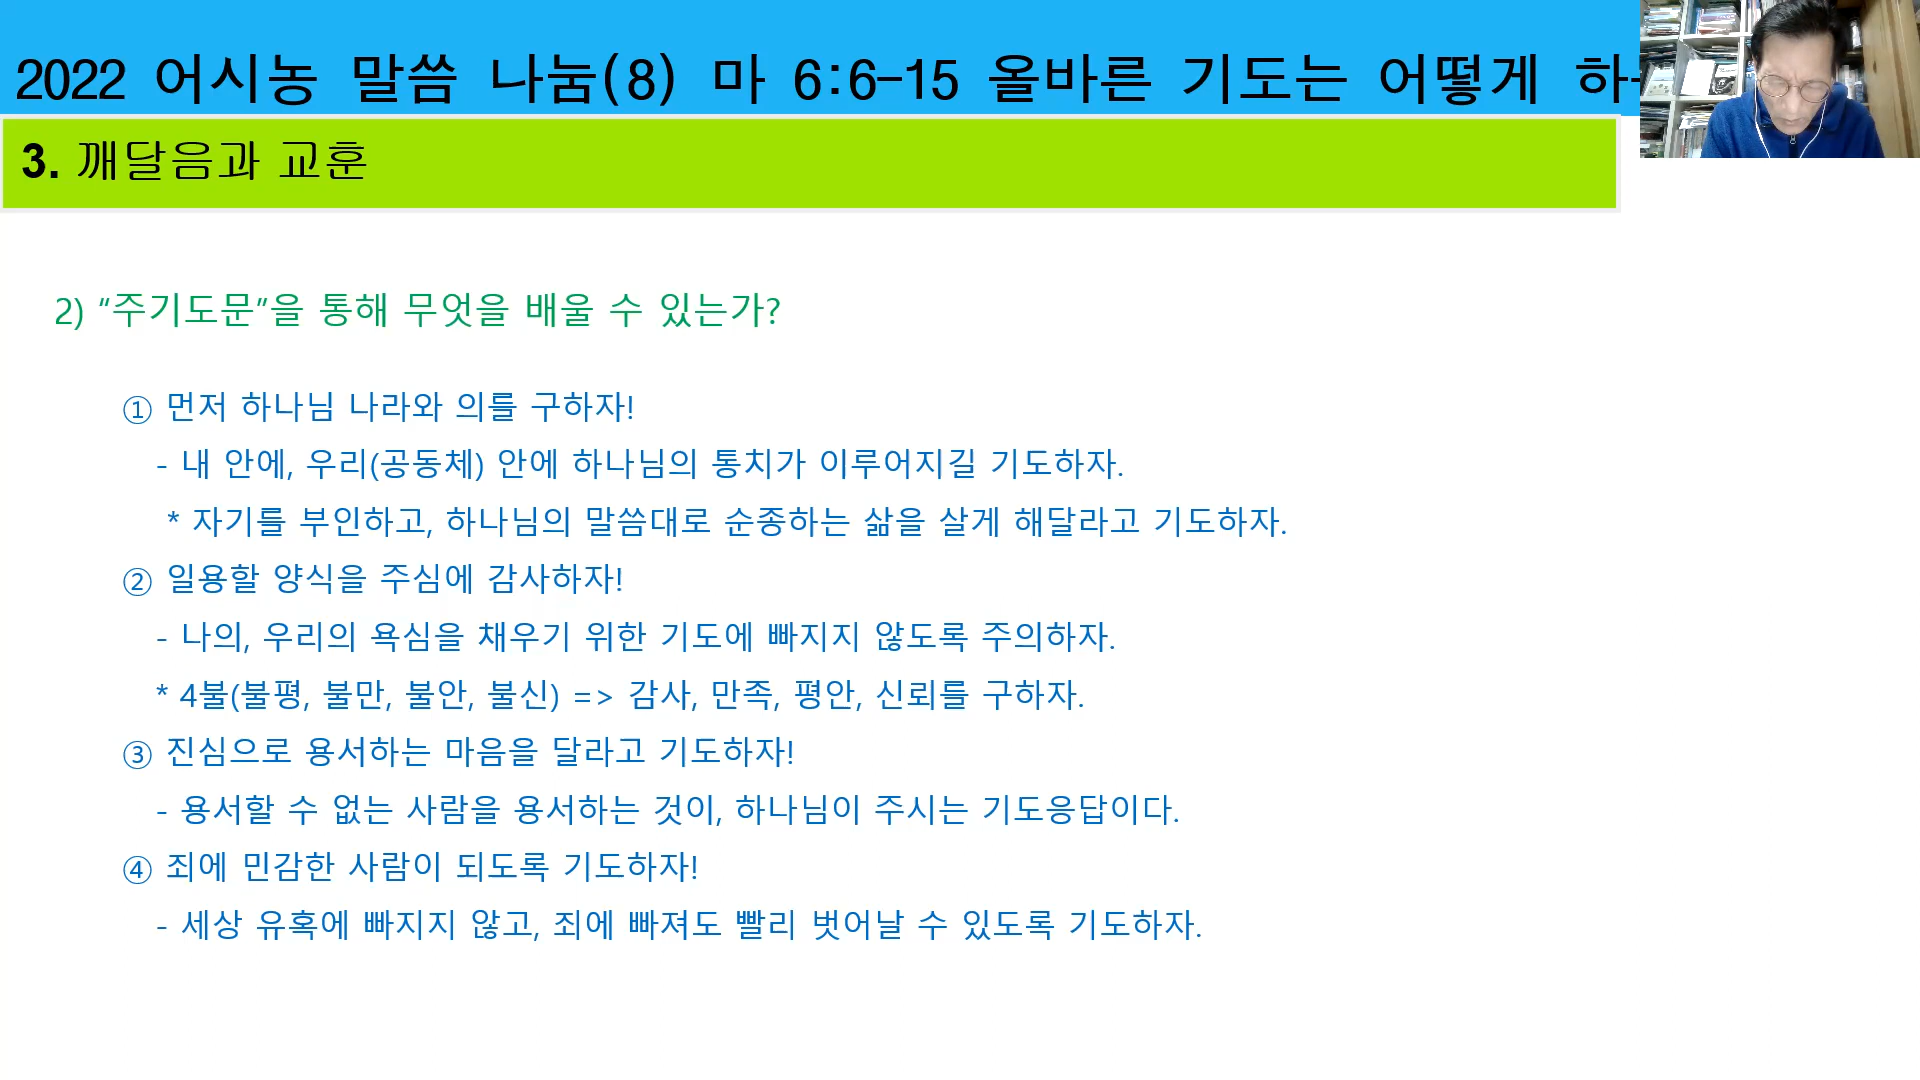 2022 어시농 말씀 나눔(8) 마 6:6-15 올바른 기도는 어떻게
3. 깨달음과 교훈
2) “주기도문”을 통해 무엇을 배울 수 있는가?
① 먼저 하나님 나라와 의를 구하자!
- 내 안에, 우리(공동체) 안에 하나님의 통치가 이루어지길 기도하자.
* 자기를 부인하고, 하나님의 말씀대로 순종하는 삶을 살게 해달라고 기도하자.
② 일용할 양식을 주심에 감사하자!
- 나의, 우리의 욕심을 채우기 위한 기도에 빠지지 않도록 주의하자.
* 4불(불평, 불만, 불안, 불신) => 감사, 만족, 평안, 신뢰를 구하자.
③ 진심으로 용서하는 마음을 달라고 기도하자!
- 용서할 수 없는 사람을 용서하는 것이, 하나님이 주시는 기도응답이다.
④ 죄에 민감한 사람이 되도록 기도하자!
- 세상 유혹에 빠지지 않고, 죄에 빠져도 빨리 벗어날 수 있도록 기도하자.